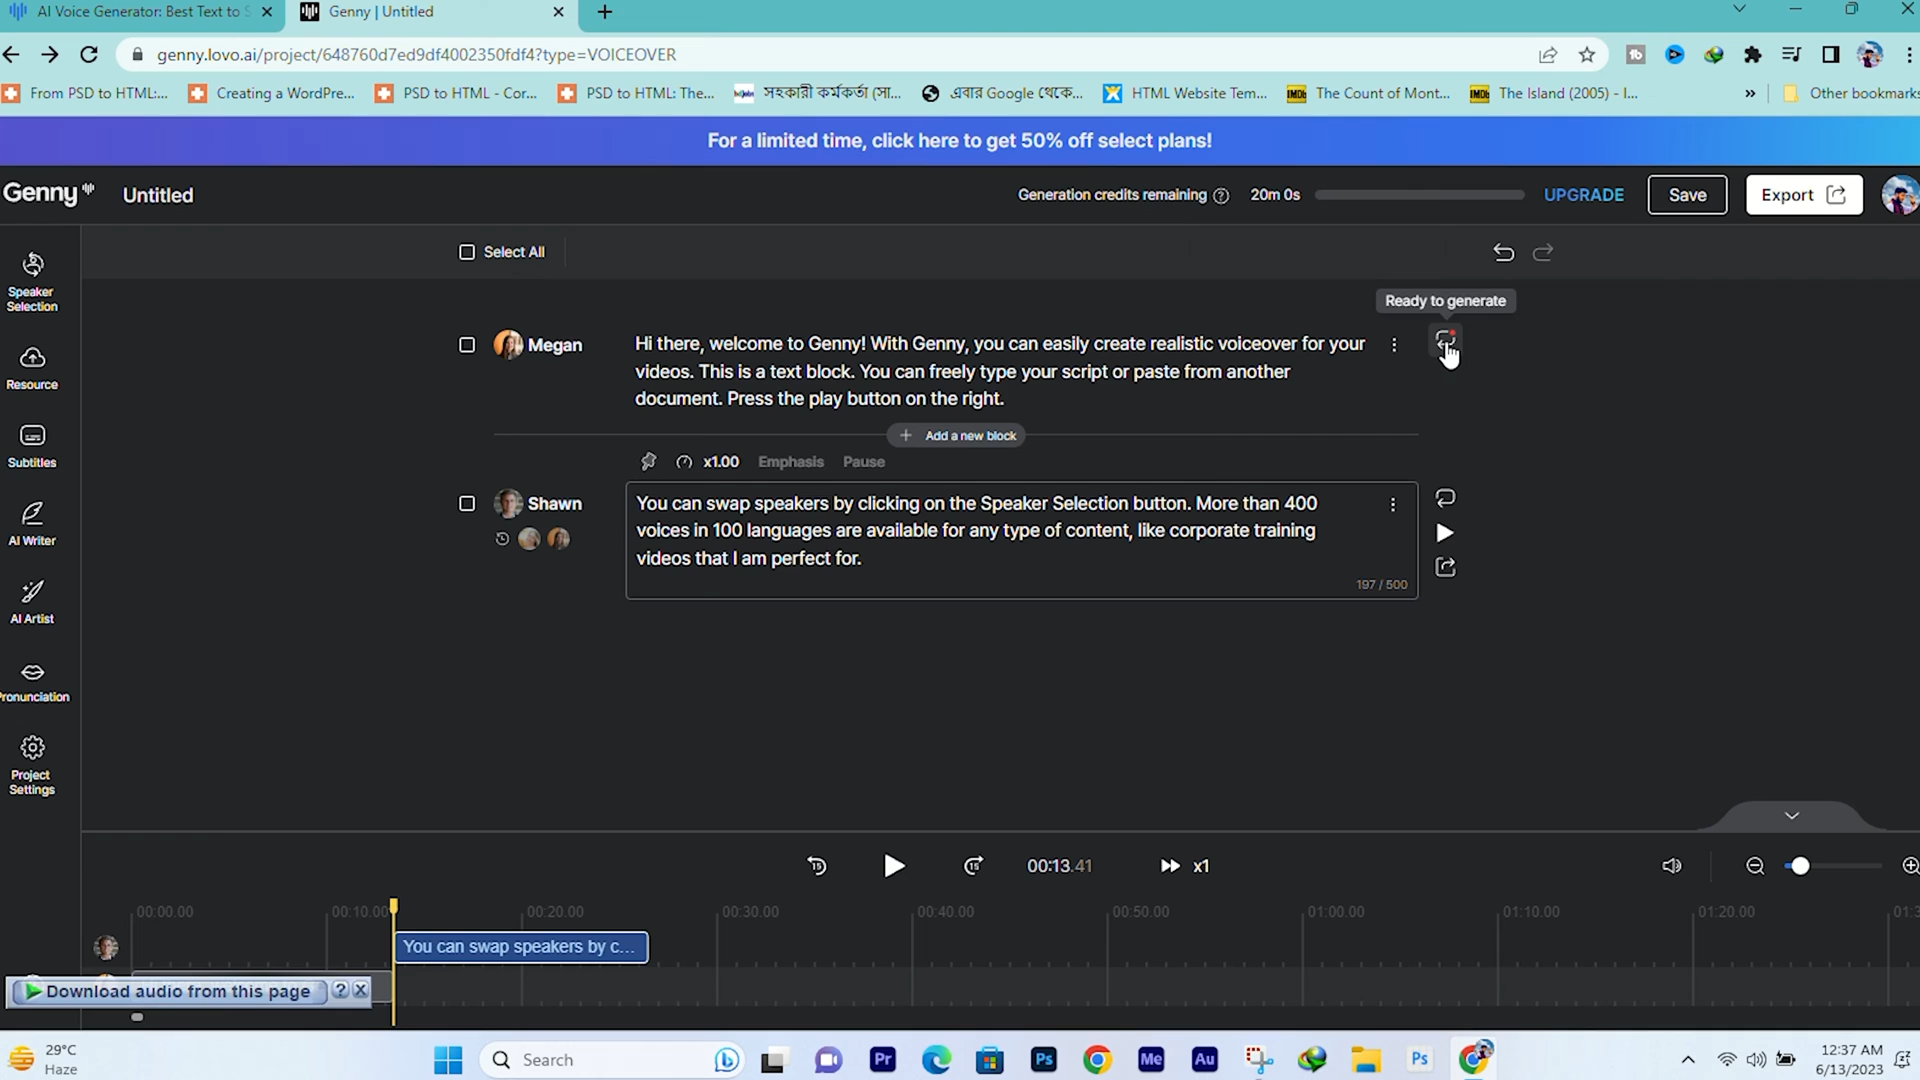 AI Voice Generator: Best Text to S
Genny | Untitled
genny.lovo.ai/project/648760d7ed9df4002350fdf4?type=VOICEOVER
From PSD to HTML:...
Creating a WordPre...
PSD to HTML - Cor...
PSD to HTML: The...
সহকারী কর্মকর্তা (সা...
এবার Google থেকে...
HTML Website Tem...
The Count of Mont...
The Island (2005) - I...
» Other bookmarks
For a limited time, click here to get 50% off select plans!
Genny
Untitled
Generation credits remaining ? 20m 0s
UPGRADE
Save
Export
Select All
Speaker
Selection
Resource
Subtitles
AI Writer
AI Artist
ronunciation
Project
Settings
Ready to generate
Megan
Hi there, welcome to Genny! With Genny, you can easily create realistic voiceover for your
videos. This is a text block. You can freely type your script or paste from another
document. Press the play button on the right.
+ Add a new block
x1.00 Emphasis Pause
Shawn
You can swap speakers by clicking on the Speaker Selection button. More than 400
voices in 100 languages are available for any type of content, like corporate training
videos that I am perfect for.
197 / 500
15
15
00:13.41
x1
00:00.00 00:10.00 00:20.00 00:30.00 00:40.00 00:50.00 01:00.00 01:10.00 01:20.00 01:3
You can swap speakers by c...
Download audio from this page ? X
29°C
Haze
Search
Pr
Ps
Me
Au
Ps
12:37 AM
6/13/2023